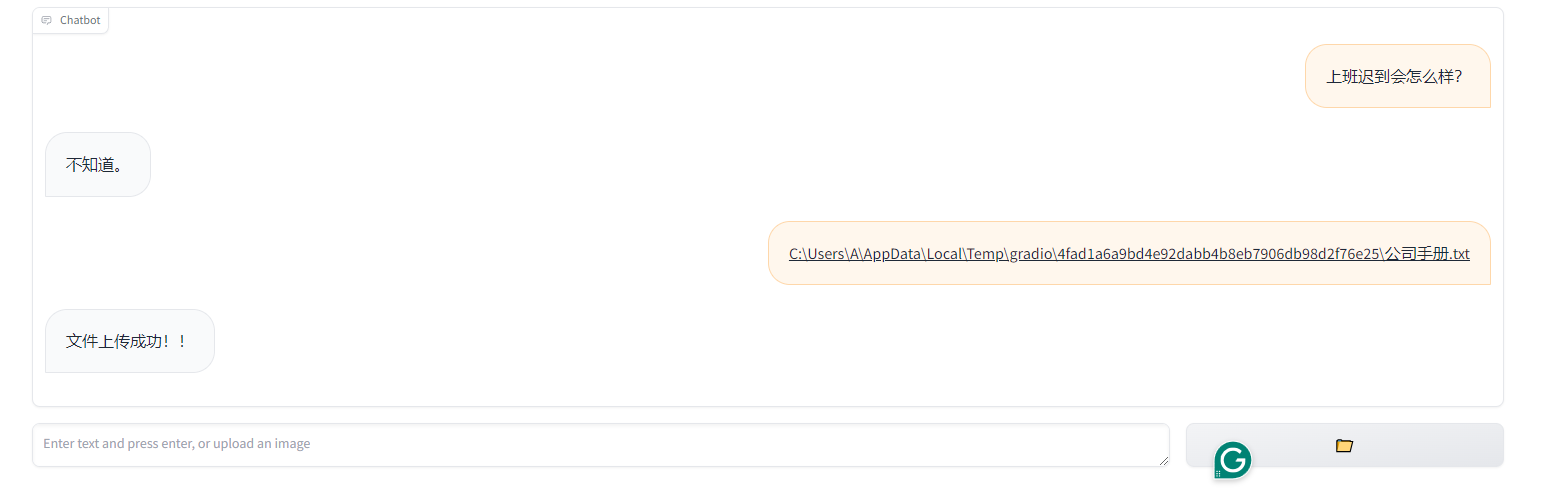 Chatbot
上班迟到会怎么样？
不知道。
C:\Users\A\AppData\Local\Temp\gradio\4fad1a6a9bd4e92dabb4b8eb7906db98d2f76e25\公司手册.txt
文件上传成功！！
Enter text and press enter, or upload an image